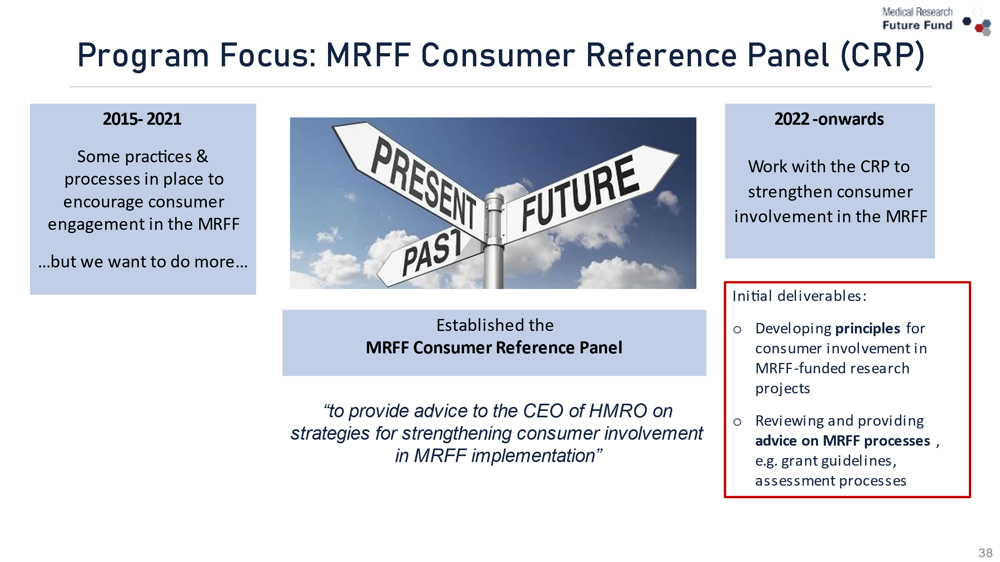 Medical Research
Future Fund
Program Focus: MRFF Consumer Reference Panel (CRP)
2015- 2021
Some practices &
processes in place to
encourage consumer
engagement in the MRFF
...but we want to do more...
PRESENT
FUTURE
PAST
Established the
MRFF Consumer Reference Panel
“to provide advice to the CEO of HMRO on
strategies for strengthening consumer involvement
in MRFF implementation”
2022 -onwards
Work with the CRP to
strengthen consumer
involvement in the MRFF
Initial deliverables:
o Developing principles for
consumer involvement in
MRFF-funded research
projects
o Reviewing and providing
advice on MRFF processes ,
e.g. grant guidelines,
assessment processes
38